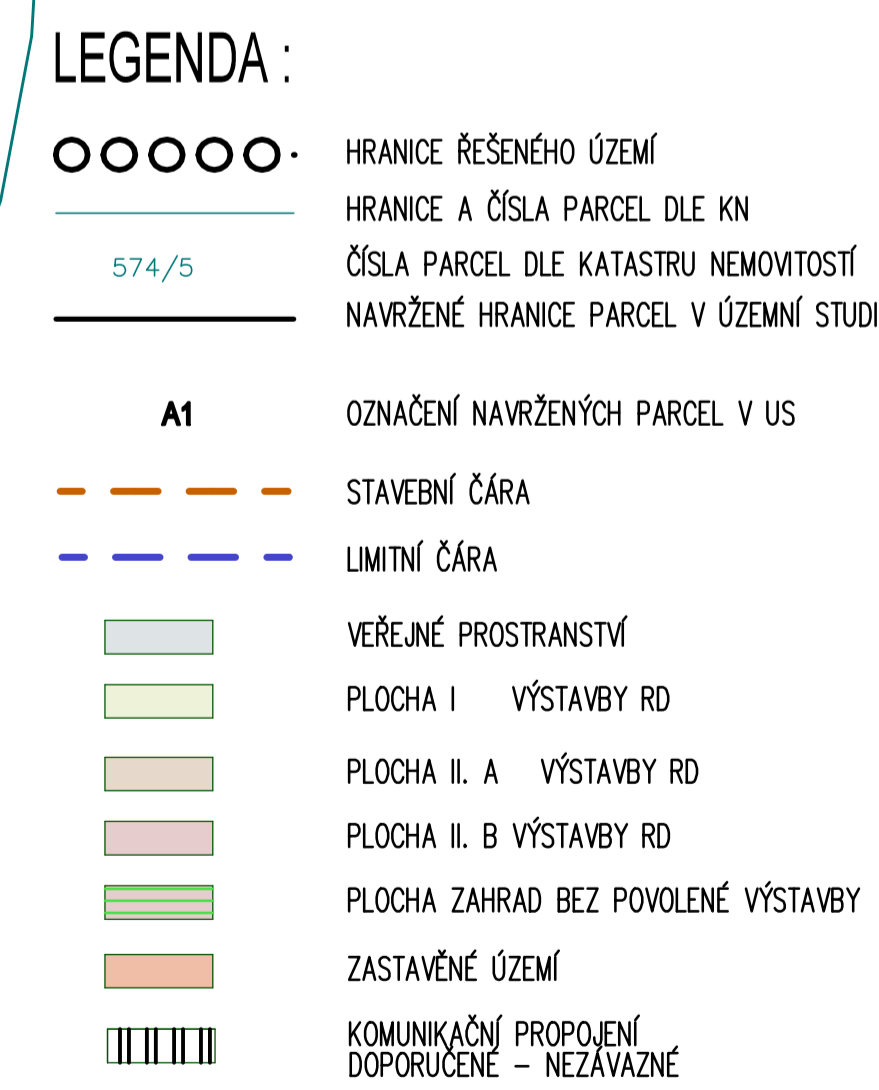 LEGENDA :
HRANICE ŘEŠENÉHO ÚZEMÍ
HRANICE A ČÍSLA PARCEL DLE KN
574/5 ČÍSLA PARCEL DLE KATASTRU NEMOVITOSTÍ
NAVRŽENÉ HRANICE PARCEL V ÚZEMNÍ STUDI
A1 OZNAČENÍ NAVRŽENÝCH PARCEL V US
STAVEBNÍ ČÁRA
LIMITNÍ ČÁRA
VEŘEJNÉ PROSTRANSTVÍ
PLOCHA I VÝSTAVBY RD
PLOCHA II. A VÝSTAVBY RD
PLOCHA II. B VÝSTAVBY RD
PLOCHA ZAHRAD BEZ POVOLENÉ VÝSTAVBY
ZASTAVĚNÉ ÚZEMÍ
KOMUNIKAČNÍ PROPOJENÍ
DOPORUČENÉ – NEZÁVAZNÉ